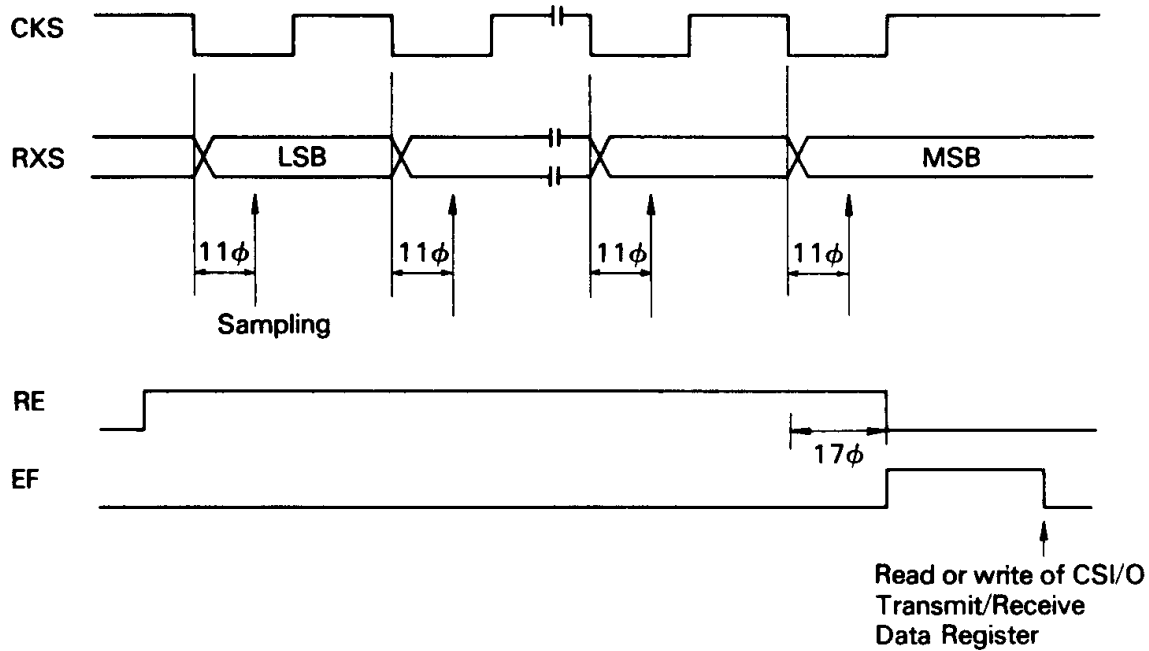 CKS
RXS
LSB
MSB
11ϕ
11ϕ
11ϕ
11ϕ
Sampling
RE
17ϕ
EF
Read or write of CSI/O
Transmit/Receive
Data Register